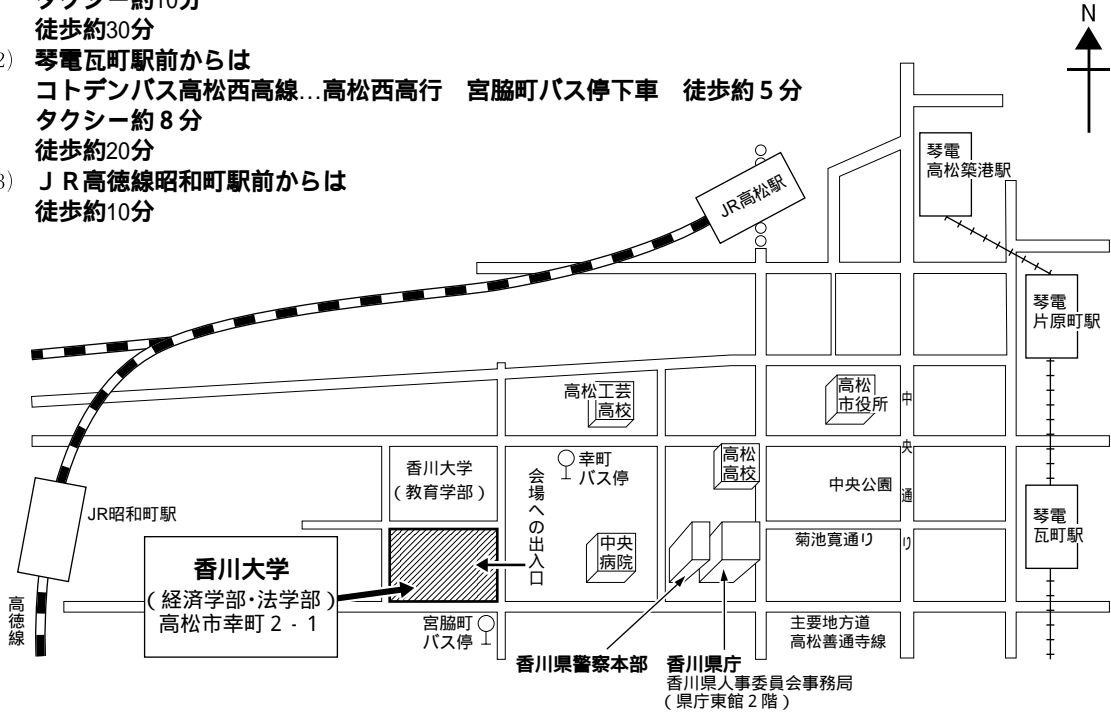 タクシー約10分
徒歩約30分
2） 琴電瓦町駅前からは
コトデンバス高松西高線…高松西高行　宮脇町バス停下車　徒歩約５分
タクシー約８分
徒歩約20分
3） ＪＲ高徳線昭和町駅前からは
徒歩約10分
N
琴電
高松築港駅
JR高松駅
琴電
片原町駅
高松工芸
高校
高松
市役所
中央通り
香川大学
（教育学部）
会場への出入口
幸町
バス停
高松
高校
中央公園
JR昭和町駅
中央
病院
菊池寛通り
琴電
瓦町駅
香川大学
（経済学部・法学部）
高松市幸町２‐１
高徳線
宮脇町
バス停
主要地方道
高松善通寺線
香川県警察本部
香川県庁
香川県人事委員会事務局
（県庁東館２階）